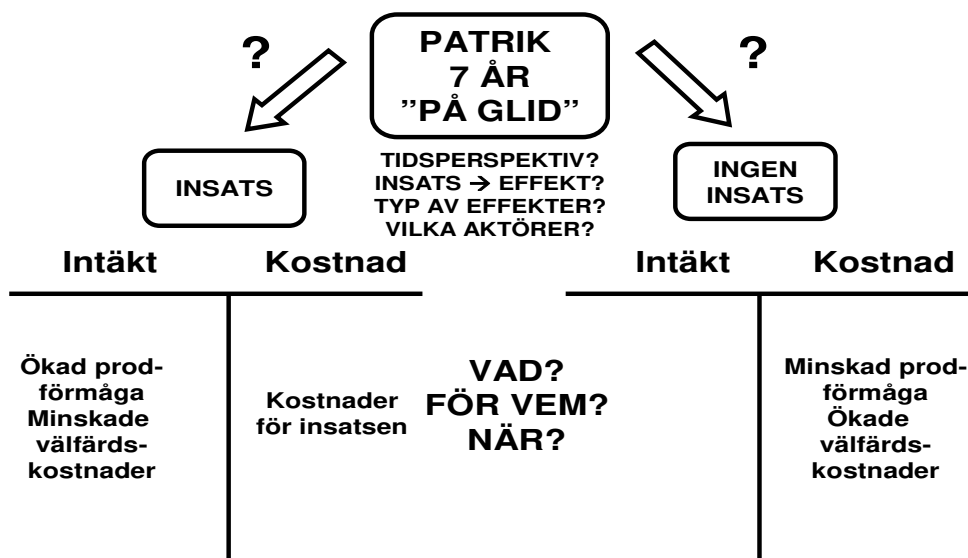 ?
PATRIK
7 ÅR
”PÅ GLID”
?
INSATS
TIDSPERSPEKTIV?
INSATS → EFFEKT?
TYP AV EFFEKTER?
VILKA AKTÖRER?
INGEN
INSATS
Intäkt
Kostnad
Intäkt
Kostnad
Ökad prod-
förmåga
Minskade
välfärds-
kostnader
Kostnader
för insatsen
VAD?
FÖR VEM?
NÄR?
Minskad prod-
förmåga
Ökade
välfärds-
kostnader